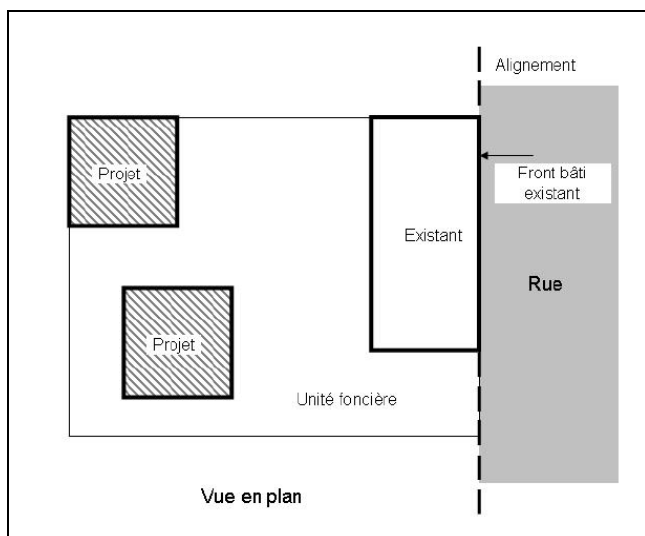 Alignement
Projet
Front bâti
existant
Existant
Rue
Projet
Unité foncière
Vue en plan